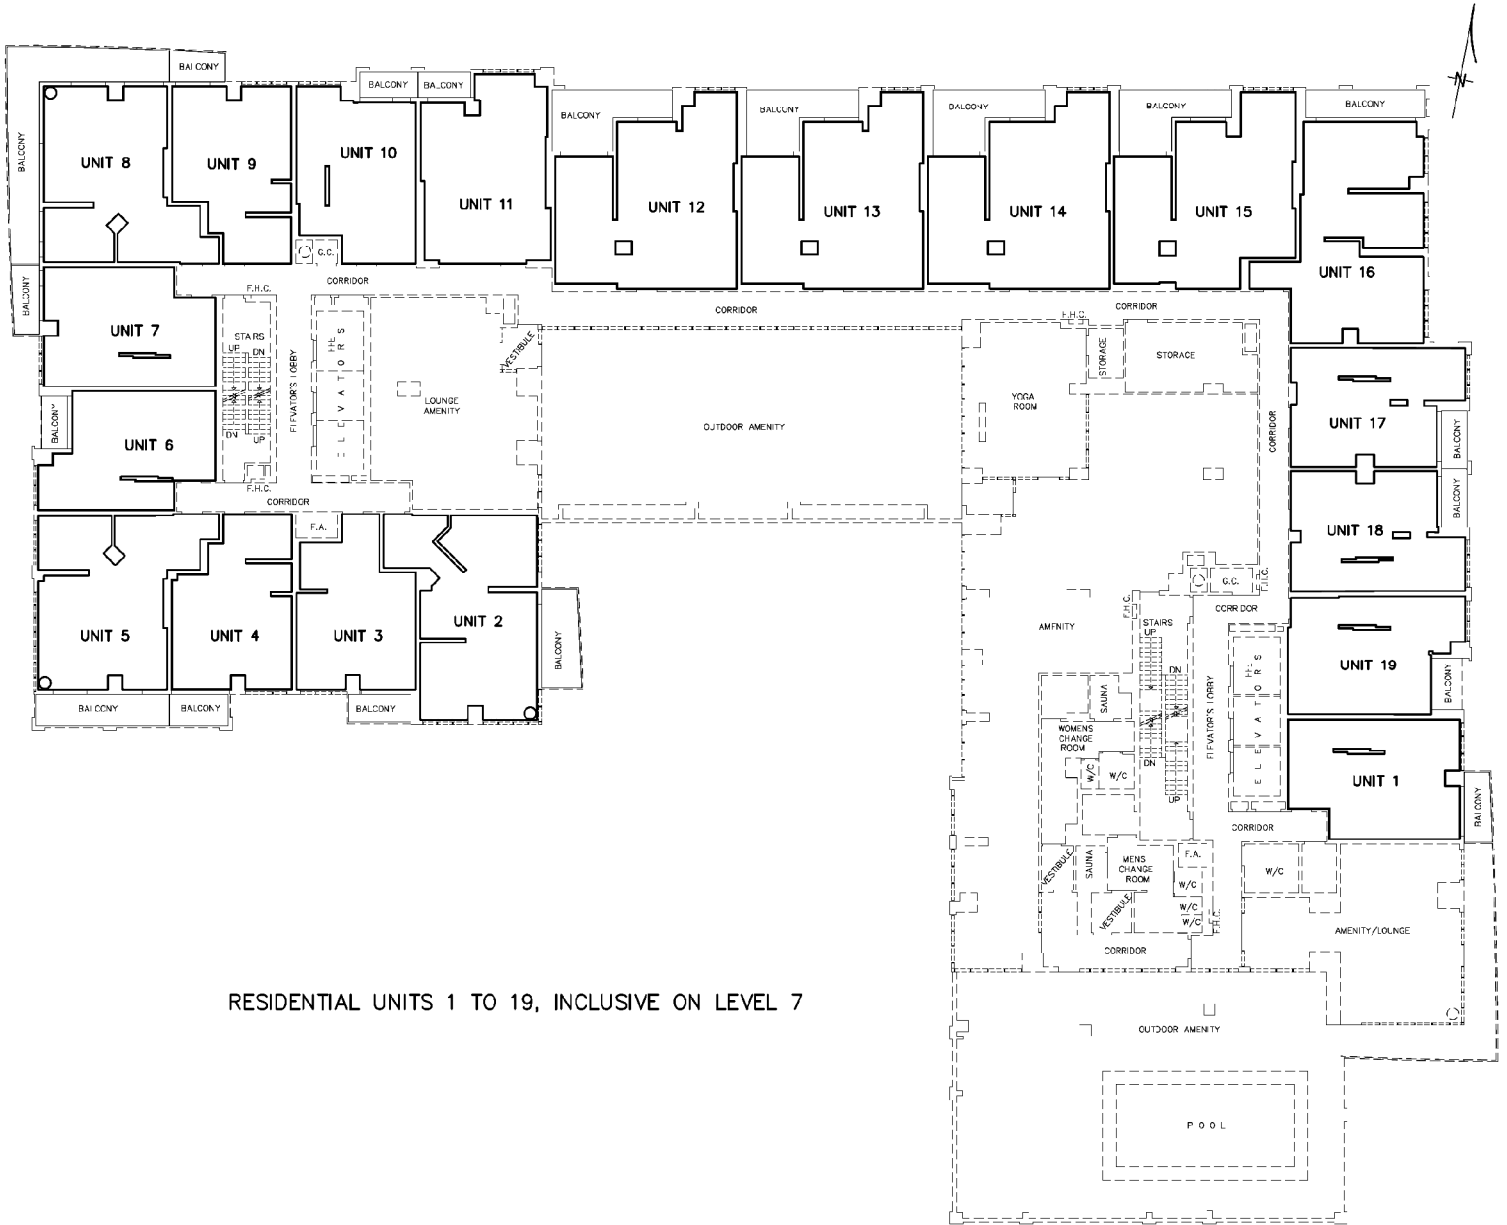 N
BALCONY
BALCONY
BALCONY
BALCONY
BALCONY
BALCONY
BALCONY
BALCONY
BALCONY
BALCONY
UNIT 8
UNIT 9
UNIT 10
UNIT 11
UNIT 12
UNIT 13
UNIT 14
UNIT 15
UNIT 16
G.C.
CORRIDOR
CORRIDOR
CORRIDOR
BALCONY
F.H.C.
F.H.C.
UNIT 7
STAIRS
UP
DN
DN
UP
ELEVATOR'S LOBBY
ELEVATORS
VESTIBULE
LOUNGE
AMENITY
OUTDOOR AMENITY
YOGA
ROOM
STORAGE
STORAGE
CORRIDOR
UNIT 17
BALCONY
BALCONY
UNIT 6
BALCONY
F.H.C.
CORRIDOR
F.A.
UNIT 18
G.C.
F.H.C.
F.H.C.
CORRIDOR
UNIT 5
UNIT 4
UNIT 3
UNIT 2
BALCONY
BALCONY
BALCONY
BALCONY
AMENITY
STAIRS
UP
DN
DN
UP
ELEVATOR'S LOBBY
ELEVATORS
UNIT 19
BALCONY
SAUNA
WOMENS
CHANGE
ROOM
W/C
W/C
UNIT 1
BALCONY
CORRIDOR
VESTIBULE
SAUNA
MENS
CHANGE
ROOM
F.A.
W/C
W/C
W/C
W/C
VESTIBULE
F.H.C.
CORRIDOR
AMENITY/LOUNGE
RESIDENTIAL UNITS 1 TO 19, INCLUSIVE ON LEVEL 7
OUTDOOR AMENITY
POOL